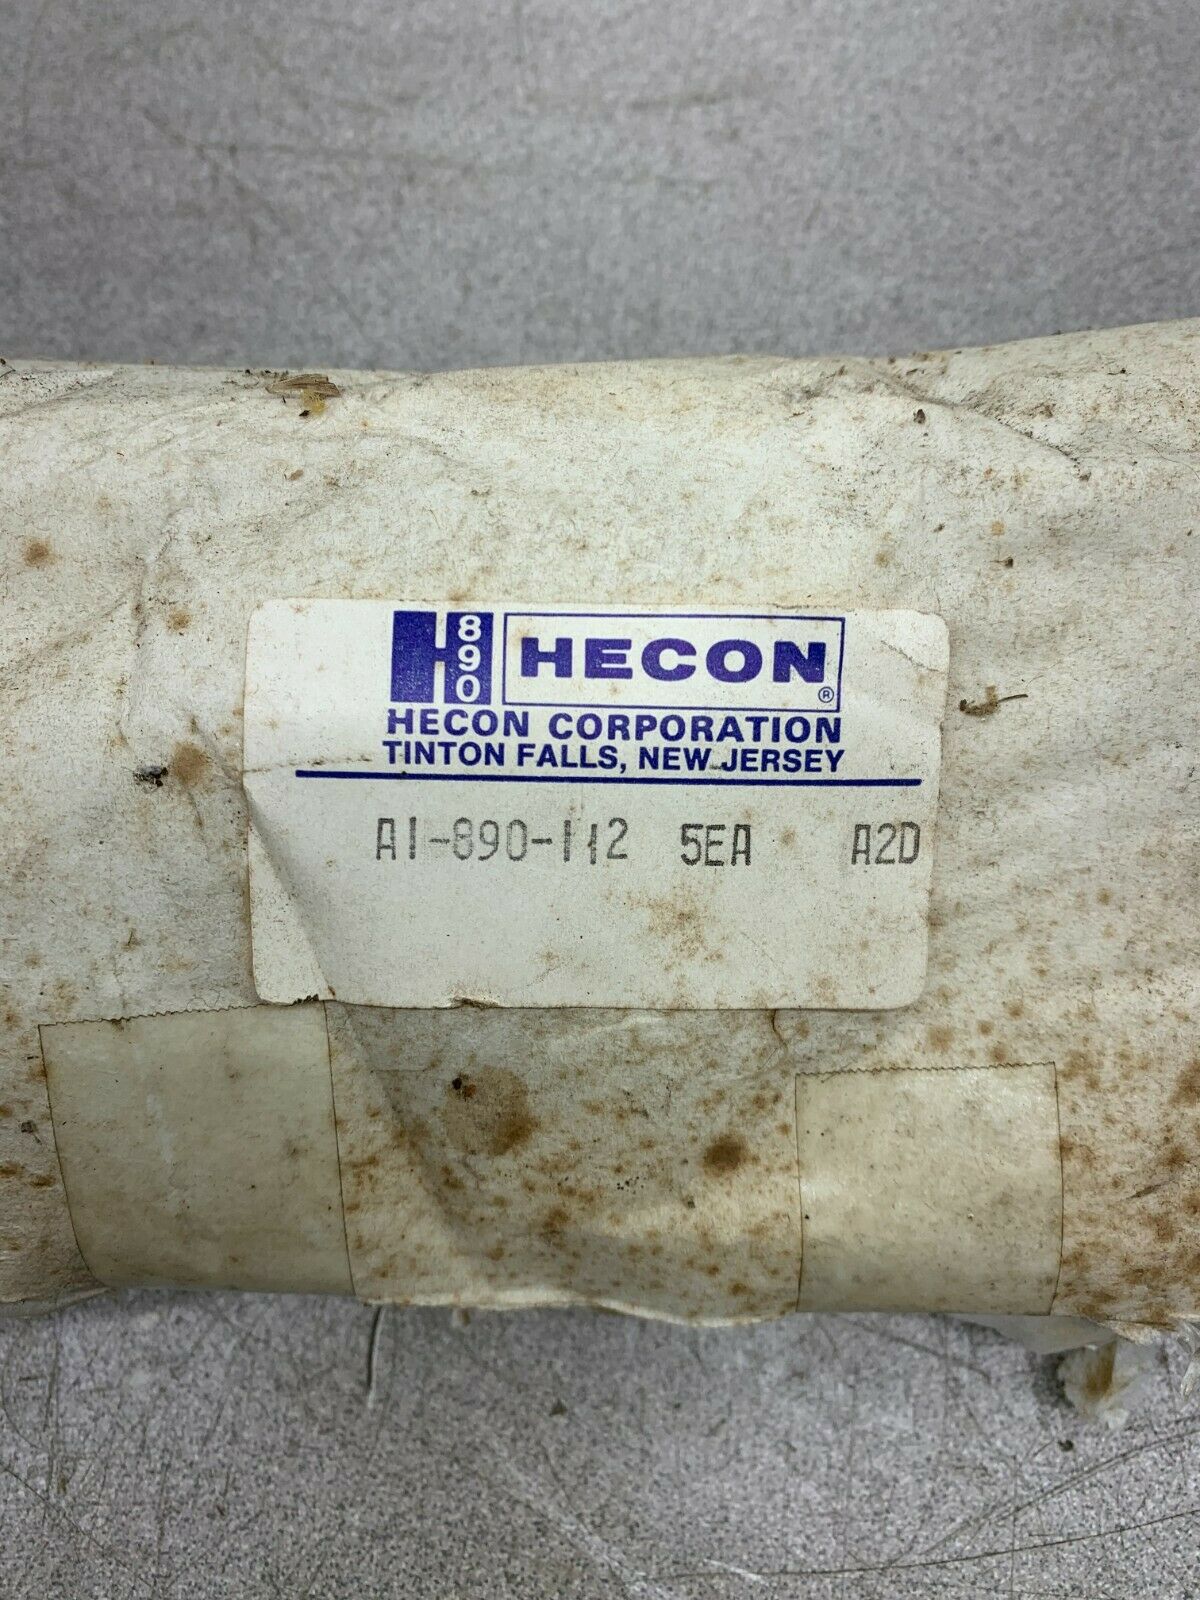 H 890 HECON®
HECON CORPORATION
TINTON FALLS, NEW JERSEY
A1-890-112 5EA A2D